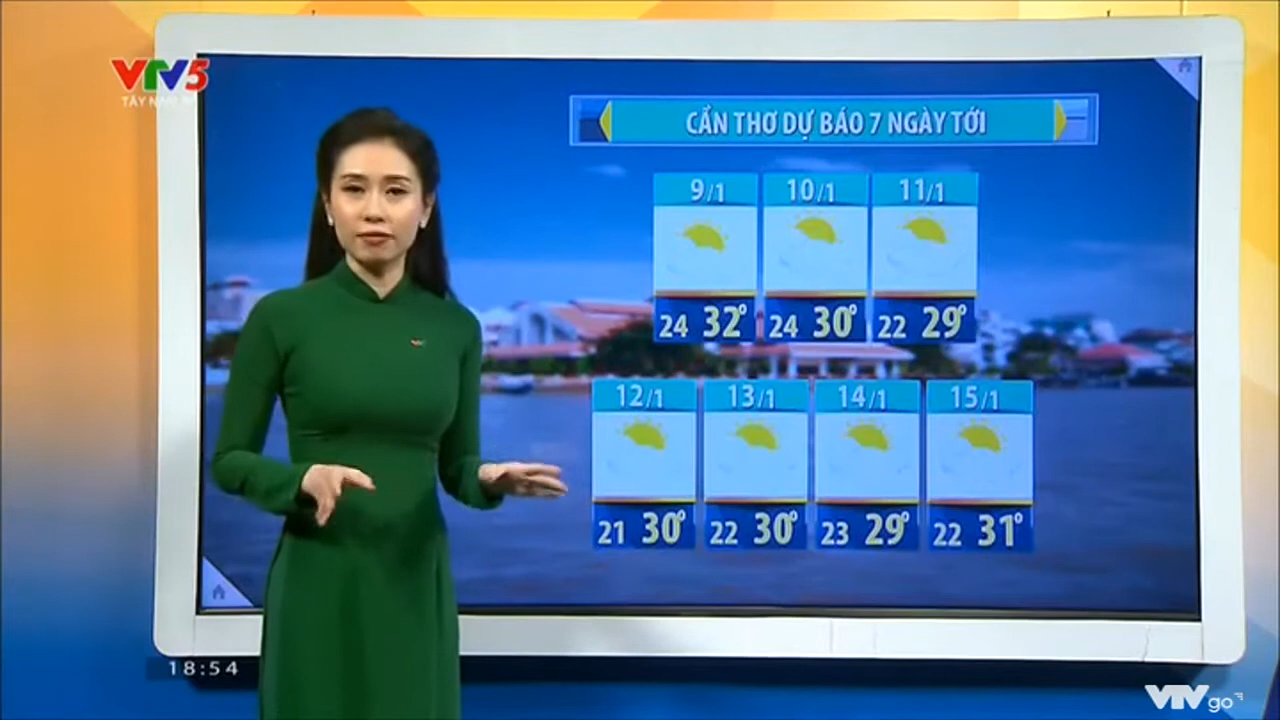 VTV5
TÂY NAM BỘ
CẦN THƠ DỰ BÁO 7 NGÀY TỚI
9/1 10/1 11/1
24 32° 24 30° 22 29°
12/1 13/1 14/1 15/1
21 30° 22 30° 23 29° 22 31°
18:54
VTVgo